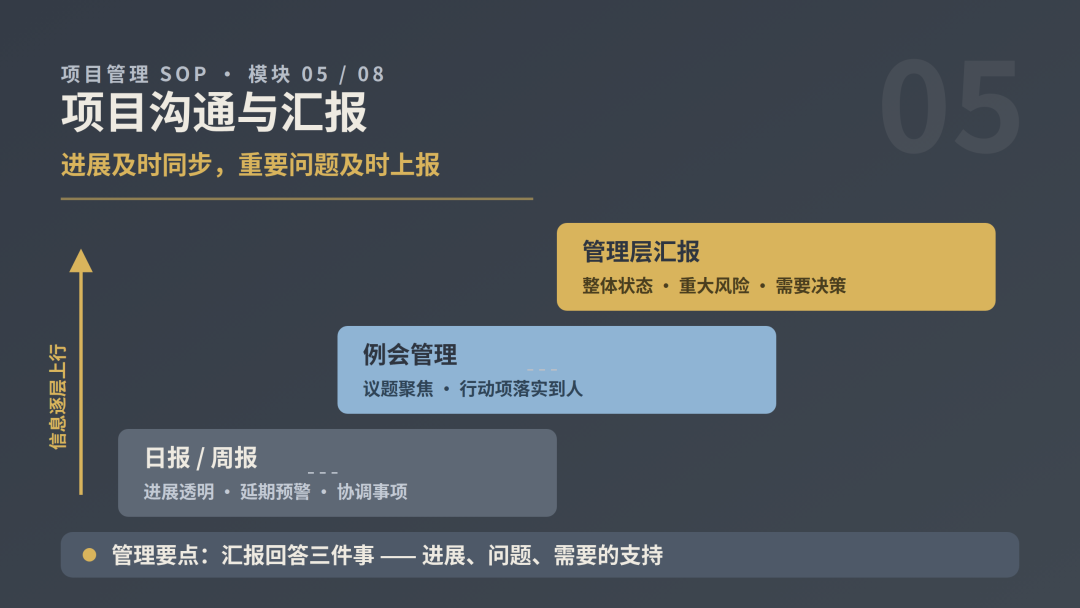 项目管理 SOP · 模块 05 / 08
05
项目沟通与汇报
进展及时同步，重要问题及时上报
管理层汇报
整体状态 · 重大风险 · 需要决策
例会管理
议题聚焦 · 行动项落实到人
日报 / 周报
进展透明 · 延期预警 · 协调事项
信息逐层上行
管理要点：汇报回答三件事 —— 进展、问题、需要的支持